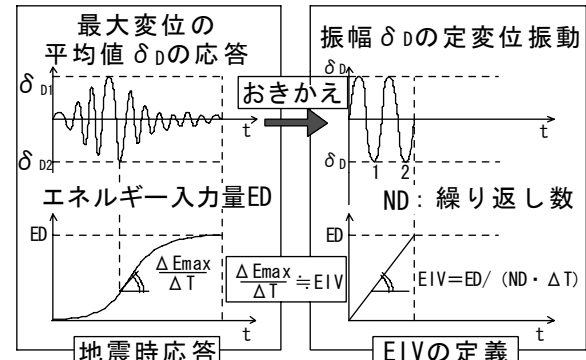 最大変位の
平均値δDの応答
δD1
δD2
t
エネルギー入力量ED
ED
ΔEmax
ΔT
t
地震時応答
おきかえ
ΔEmax
ΔT
≒EIV
振幅δDの定変位振動
δD
δD
1 2
t
ND: 繰り返し数
ED
EIV=ED/(ND・ΔT)
t
EIVの定義